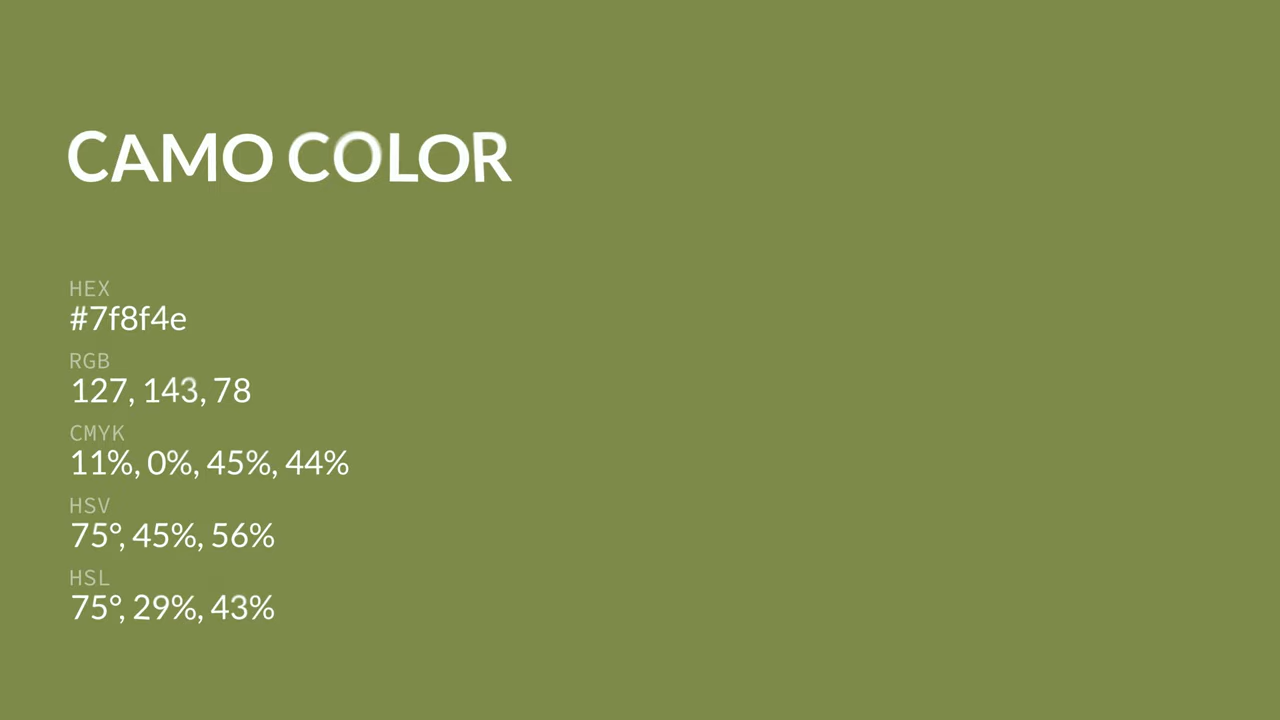 CAMO COLOR
HEX
#7f8f4e
RGB
127, 143, 78
CMYK
11%, 0%, 45%, 44%
HSV
75°, 45%, 56%
HSL
75°, 29%, 43%